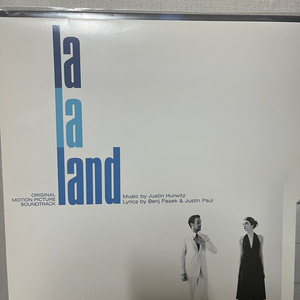 la
la
land
ORIGINAL
MOTION PICTURE
SOUNDTRACK
Music by Justin Hurwitz
Lyrics by Benj Pasek & Justin Paul